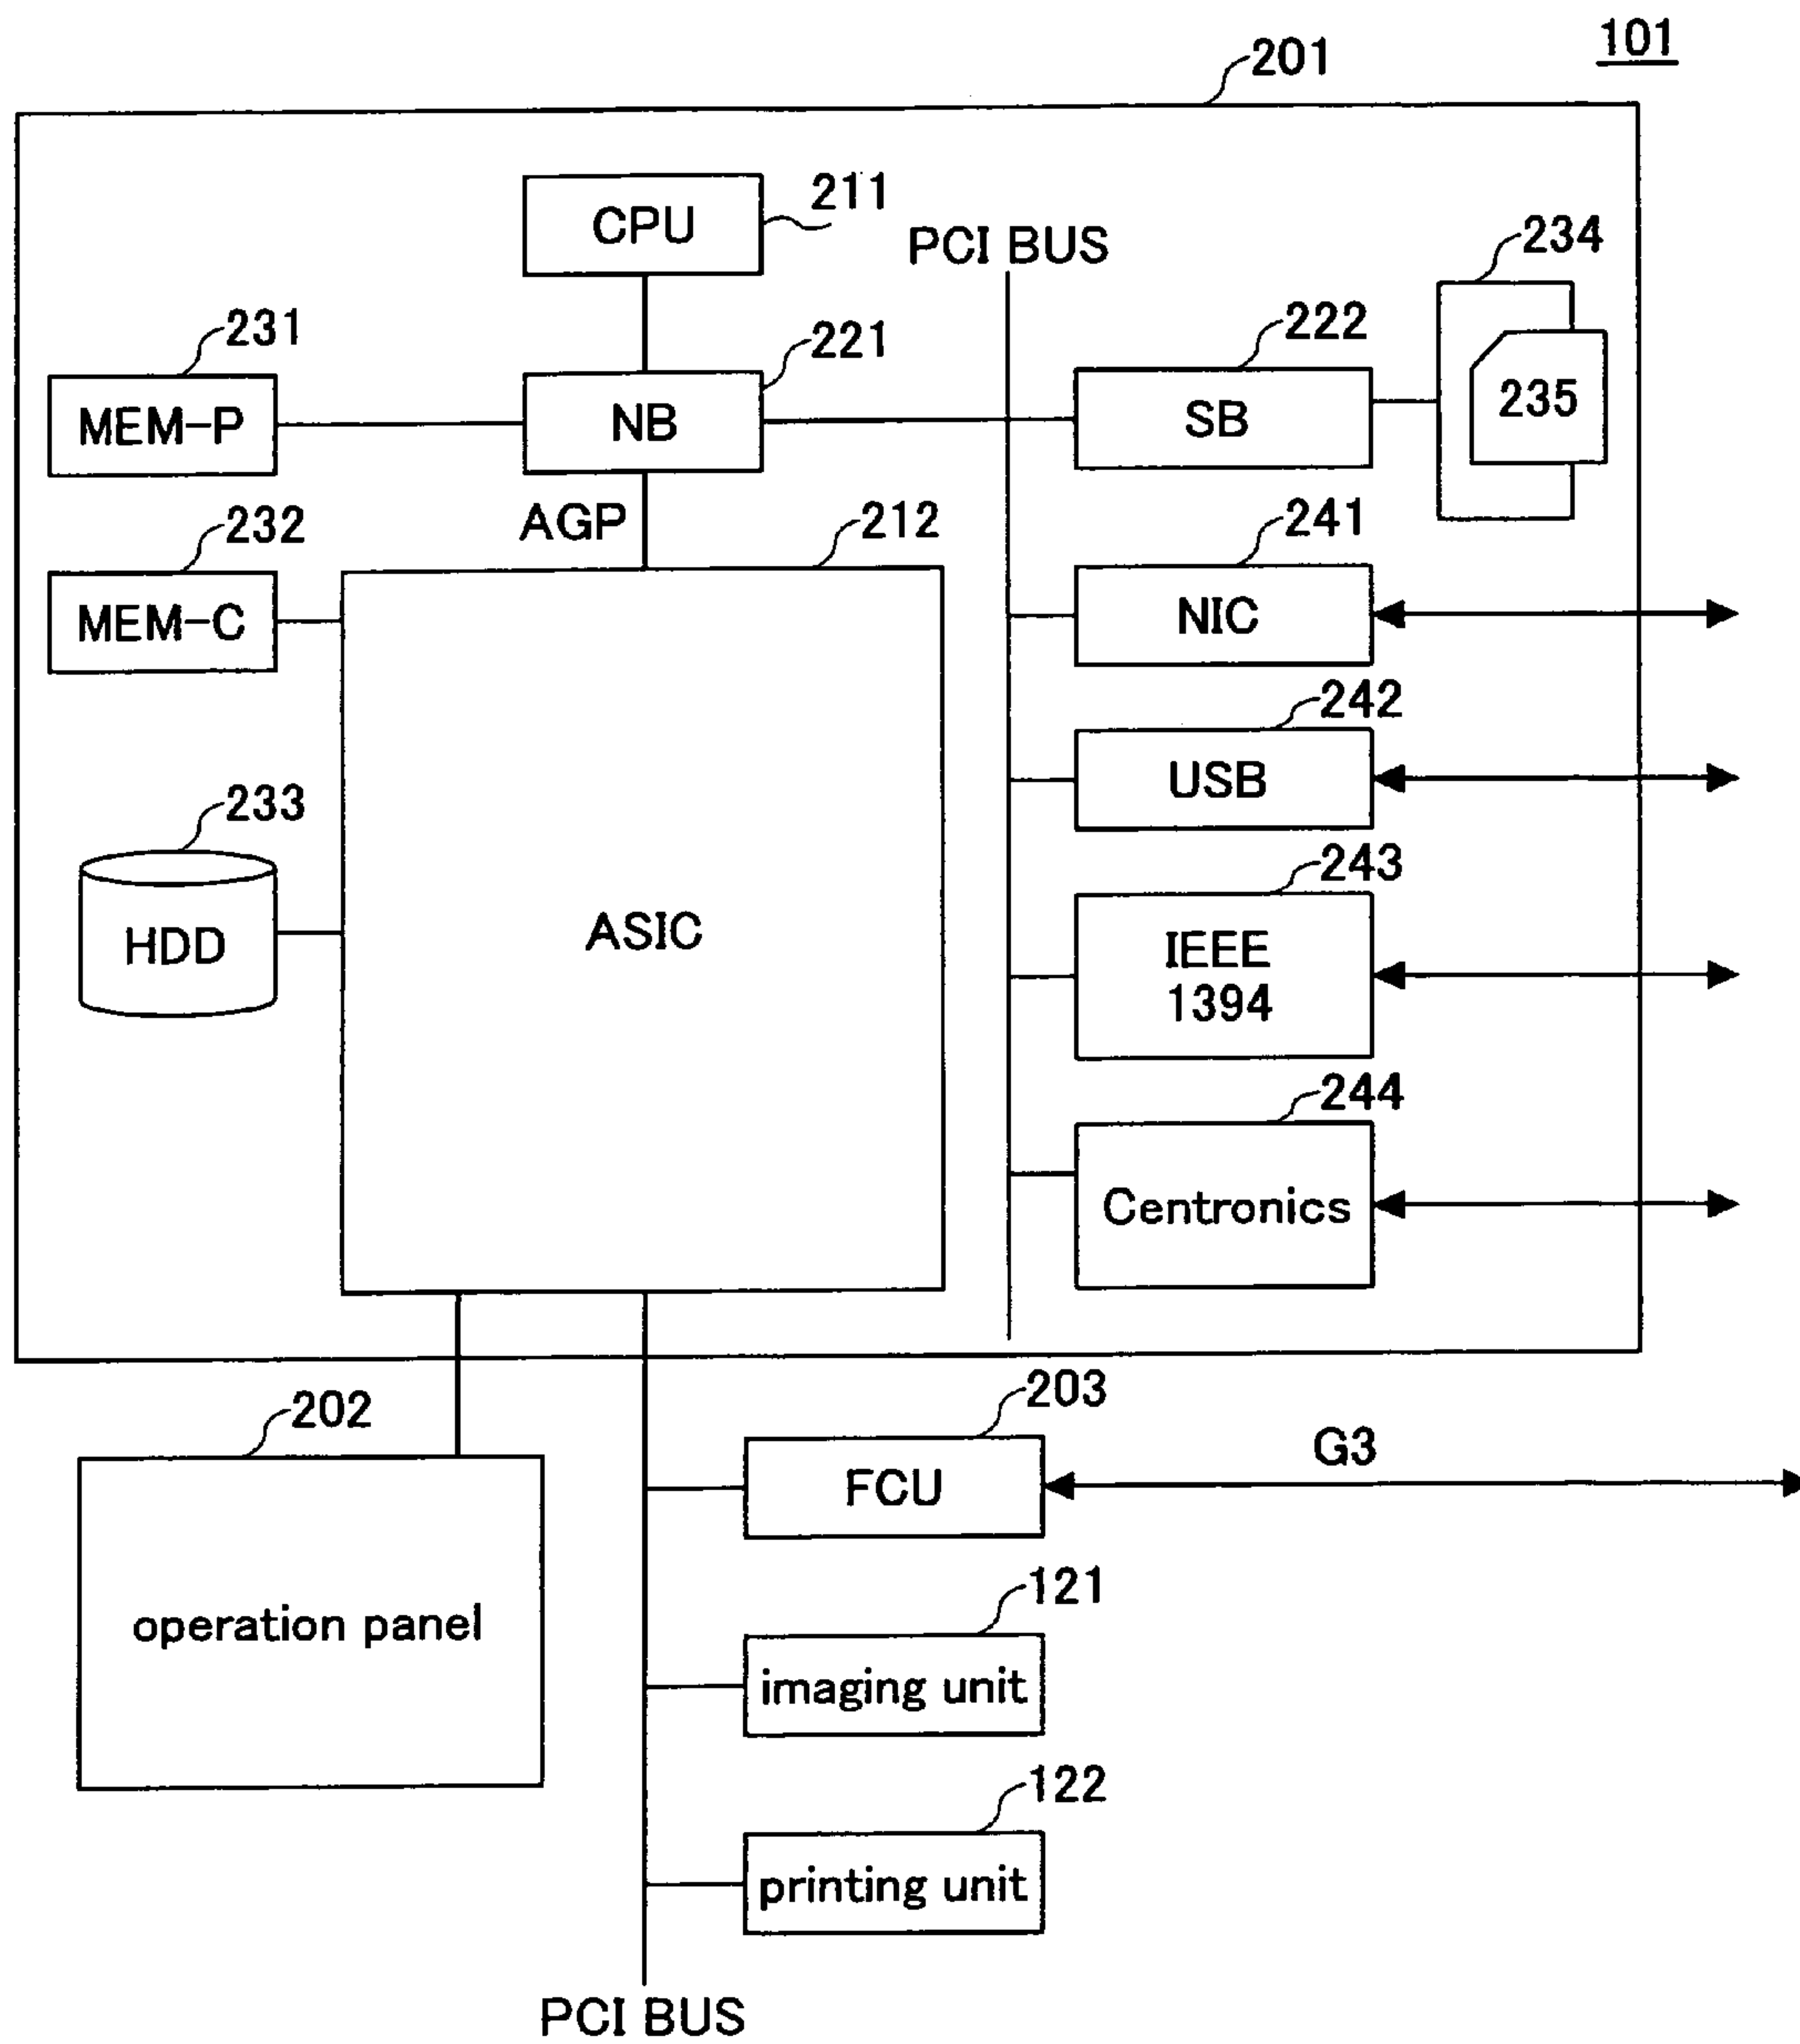 101
201
CPU
211
PCI BUS
234
231
221
222
MEM-P
NB
SB
235
232
AGP
212
241
MEM-C
NIC
242
USB
233
243
HDD
ASIC
IEEE
1394
244
Centronics
202
203
FCU
G3
operation panel
121
imaging unit
122
printing unit
PCI BUS